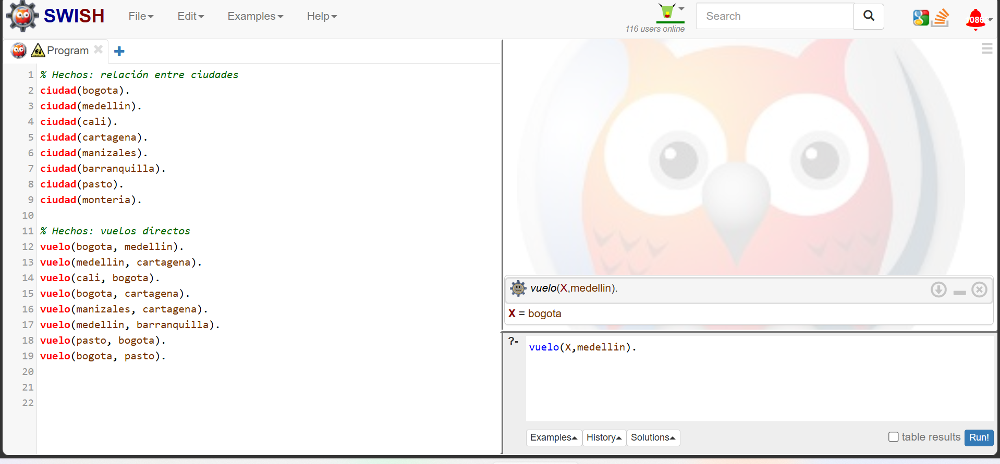 SWISH File Edit Examples Help 116 users online Search 086
Program
1 % Hechos: relación entre ciudades
2 ciudad(bogota).
3 ciudad(medellin).
4 ciudad(cali).
5 ciudad(cartagena).
6 ciudad(manizales).
7 ciudad(barranquilla).
8 ciudad(pasto).
9 ciudad(monteria).
10
11 % Hechos: vuelos directos
12 vuelo(bogota, medellin).
13 vuelo(medellin, cartagena).
14 vuelo(cali, bogota).
15 vuelo(bogota, cartagena).
16 vuelo(manizales, cartagena).
17 vuelo(medellin, barranquilla).
18 vuelo(pasto, bogota).
19 vuelo(bogota, pasto).
20
21
22
vuelo(X,medellin).
X = bogota
?- vuelo(X,medellin).
Examples History Solutions table results Run!